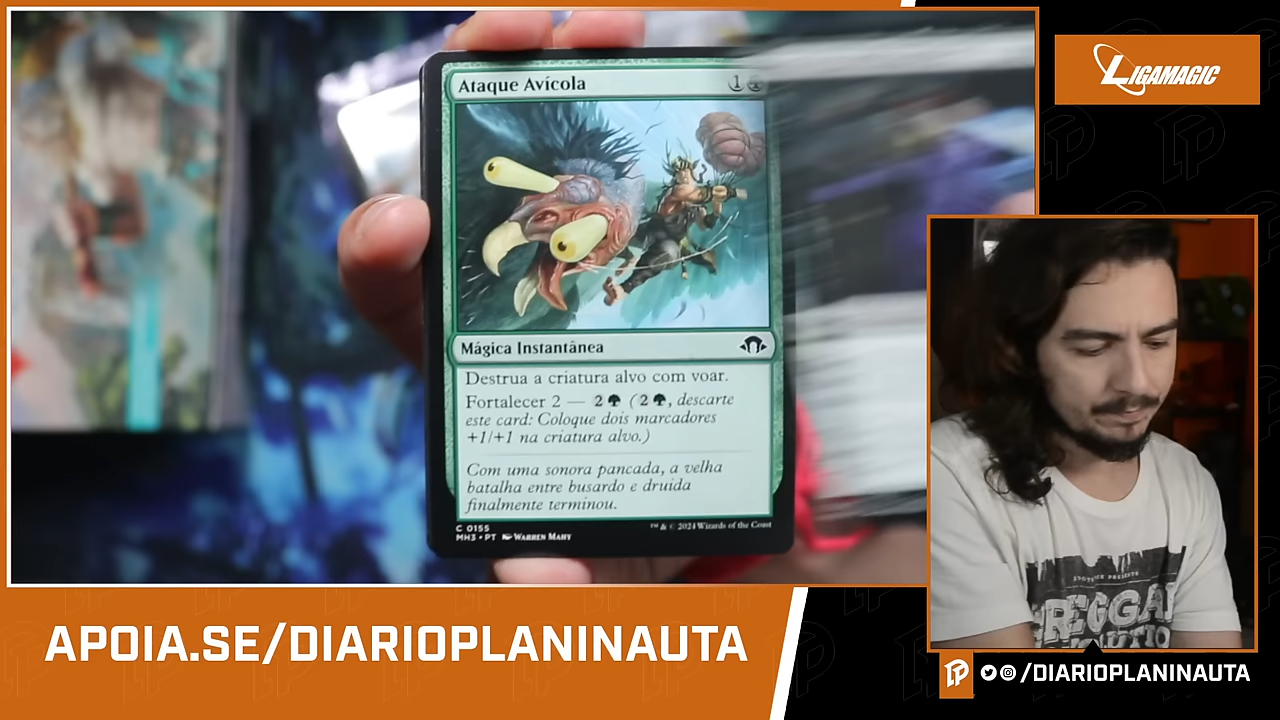 Ataque Avícola
1
LIGAMAGIC
Mágica Instantânea
Destrua a criatura alvo com voar.
Fortalecer 2 — 2 (2, descarte
este card: Coloque dois marcadores
+1/+1 na criatura alvo.)
Com uma sonora pancada, a velha
batalha entre busardo e druida
finalmente terminou.
C 0155
MH3 • PT WARREN MAHY
™ & © 2024 Wizards of the Coast
REGGAE
APOIA.SE/DIARIOPLANINAUTA
/DIARIOPLANINAUTA